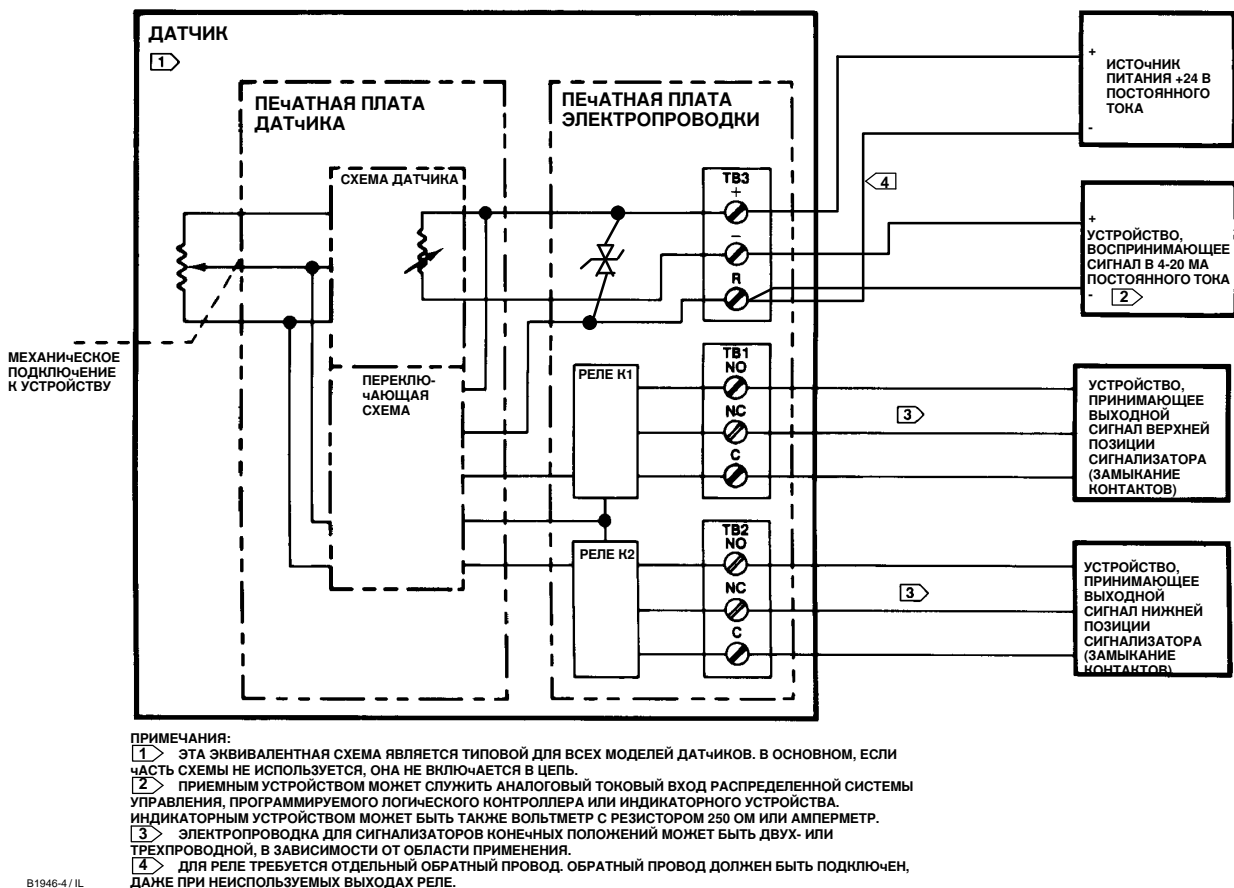 ДАТЧИК
1
ПЕЧАТНАЯ ПЛАТА
ДАТЧИКА
ПЕЧАТНАЯ ПЛАТА
ЭЛЕКТРОПРОВОДКИ
СХЕМА ДАТЧИКА
ПЕРЕКЛЮ-
ЧАЮЩАЯ
СХЕМА
МЕХАНИЧЕСКОЕ
ПОДКЛЮЧЕНИЕ
К УСТРОЙСТВУ
TB3
+
−
R
4
РЕЛЕ К1
TB1
NO
NC
C
3
РЕЛЕ К2
TB2
NO
NC
C
3
+
ИСТОЧНИК
ПИТАНИЯ +24 В
ПОСТОЯННОГО
ТОКА
-
+
УСТРОЙСТВО,
ВОСПРИНИМАЮЩЕЕ
СИГНАЛ В 4-20 МА
ПОСТОЯННОГО ТОКА
- 2
УСТРОЙСТВО,
ПРИНИМАЮЩЕЕ
ВЫХОДНОЙ
СИГНАЛ ВЕРХНЕЙ
ПОЗИЦИИ
СИГНАЛИЗАТОРА
(ЗАМЫКАНИЕ
КОНТАКТОВ)
УСТРОЙСТВО,
ПРИНИМАЮЩЕЕ
ВЫХОДНОЙ
СИГНАЛ НИЖНЕЙ
ПОЗИЦИИ
СИГНАЛИЗАТОРА
(ЗАМЫКАНИЕ
КОНТАКТОВ)
ПРИМЕЧАНИЯ:
1 ЭТА ЭКВИВАЛЕНТНАЯ СХЕМА ЯВЛЯЕТСЯ ТИПОВОЙ ДЛЯ ВСЕХ МОДЕЛЕЙ ДАТЧИКОВ. В ОСНОВНОМ, ЕСЛИ
ЧАСТЬ СХЕМЫ НЕ ИСПОЛЬЗУЕТСЯ, ОНА НЕ ВКЛЮЧАЕТСЯ В ЦЕПЬ.
2 ПРИЕМНЫМ УСТРОЙСТВОМ МОЖЕТ СЛУЖИТЬ АНАЛОГОВЫЙ ТОКОВЫЙ ВХОД РАСПРЕДЕЛЕННОЙ СИСТЕМЫ
УПРАВЛЕНИЯ, ПРОГРАММИРУЕМОГО ЛОГИЧЕСКОГО КОНТРОЛЛЕРА ИЛИ ИНДИКАТОРНОГО УСТРОЙСТВА.
ИНДИКАТОРНЫМ УСТРОЙСТВОМ МОЖЕТ БЫТЬ ТАКЖЕ ВОЛЬТМЕТР С РЕЗИСТОРОМ 250 ОМ ИЛИ АМПЕРМЕТР.
3 ЭЛЕКТРОПРОВОДКА ДЛЯ СИГНАЛИЗАТОРОВ КОНЕЧНЫХ ПОЛОЖЕНИЙ МОЖЕТ БЫТЬ ДВУХ- ИЛИ
ТРЕХПРОВОДНОЙ, В ЗАВИСИМОСТИ ОТ ОБЛАСТИ ПРИМЕНЕНИЯ.
4 ДЛЯ РЕЛЕ ТРЕБУЕТСЯ ОТДЕЛЬНЫЙ ОБРАТНЫЙ ПРОВОД. ОБРАТНЫЙ ПРОВОД ДОЛЖЕН БЫТЬ ПОДКЛЮЧЕН,
ДАЖЕ ПРИ НЕИСПОЛЬЗУЕМЫХ ВЫХОДАХ РЕЛЕ.
B1946-4 / IL